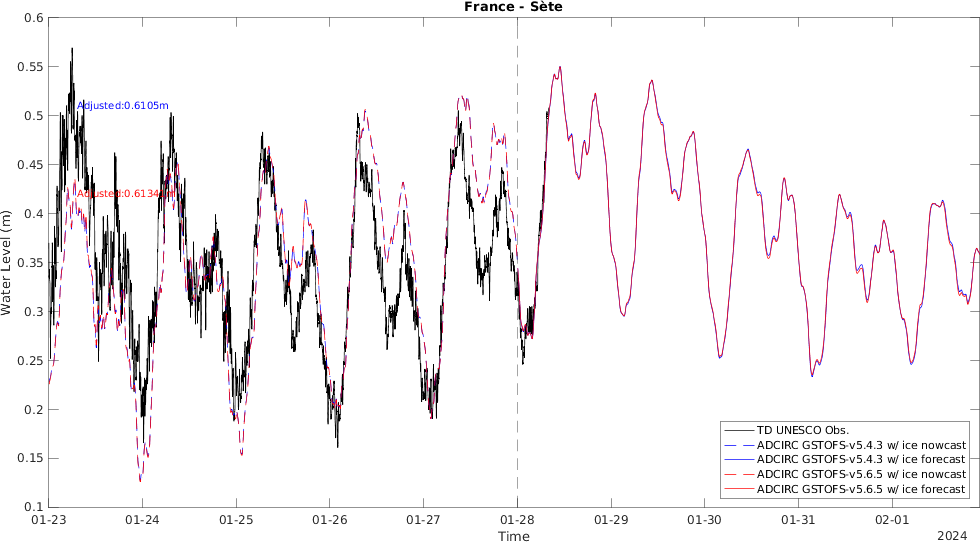 France - Sète
0.6
0.55
0.5
0.45
0.4
0.35
0.3
0.25
0.2
0.15
0.1
Water Level (m)
Adjusted:0.6105m
01-23
01-24
01-25
01-26
01-27
01-28
01-29
01-30
01-31
02-01
Time
2024
TD UNESCO Obs.
ADCIRC GSTOFS-v5.4.3 w/ ice nowcast
ADCIRC GSTOFS-v5.4.3 w/ ice forecast
ADCIRC GSTOFS-v5.6.5 w/ ice nowcast
ADCIRC GSTOFS-v5.6.5 w/ ice forecast